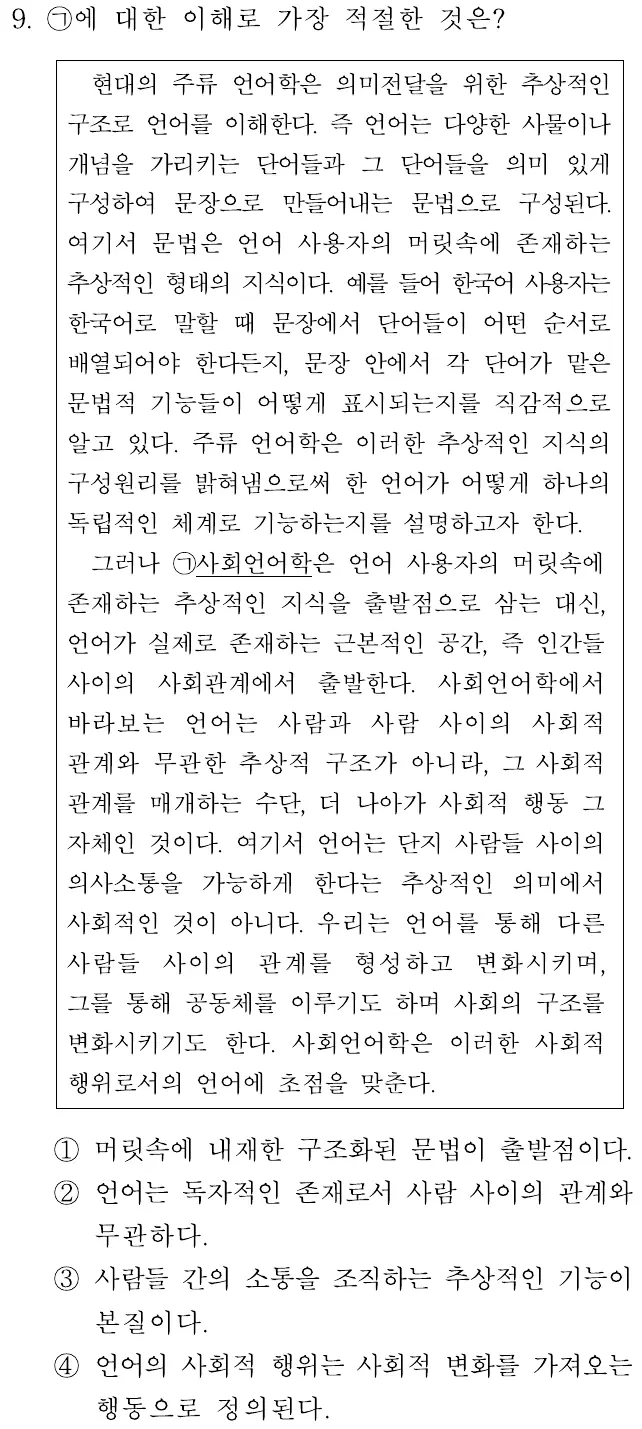 9. ㉠에 대한 이해로 가장 적절한 것은?
현대의 주류 언어학은 의미전달을 위한 추상적인
구조로 언어를 이해한다. 즉 언어는 다양한 사물이나
개념을 가리키는 단어들과 그 단어들을 의미 있게
구성하여 문장으로 만들어내는 문법으로 구성된다.
여기서 문법은 언어 사용자의 머릿속에 존재하는
추상적인 형태의 지식이다. 예를 들어 한국어 사용자는
한국어로 말할 때 문장에서 단어들이 어떤 순서로
배열되어야 한다든지, 문장 안에서 각 단어가 맡은
문법적 기능들이 어떻게 표시되는지를 직감적으로
알고 있다. 주류 언어학은 이러한 추상적인 지식의
구성원리를 밝혀냄으로써 한 언어가 어떻게 하나의
독립적인 체계로 기능하는지를 설명하고자 한다.
그러나 ㉠사회언어학은 언어 사용자의 머릿속에
존재하는 추상적인 지식을 출발점으로 삼는 대신,
언어가 실제로 존재하는 근본적인 공간, 즉 인간들
사이의 사회관계에서 출발한다. 사회언어학에서
바라보는 언어는 사람과 사람 사이의 사회적
관계와 무관한 추상적 구조가 아니라, 그 사회적
관계를 매개하는 수단, 더 나아가 사회적 행동 그
자체인 것이다. 여기서 언어는 단지 사람들 사이의
의사소통을 가능하게 한다는 추상적인 의미에서
사회적인 것이 아니다. 우리는 언어를 통해 다른
사람들 사이의 관계를 형성하고 변화시키며,
그를 통해 공동체를 이루기도 하며 사회의 구조를
변화시키기도 한다. 사회언어학은 이러한 사회적
행위로서의 언어에 초점을 맞춘다.
① 머릿속에 내재한 구조화된 문법이 출발점이다.
② 언어는 독자적인 존재로서 사람 사이의 관계와
무관하다.
③ 사람들 간의 소통을 조직하는 추상적인 기능이
본질이다.
④ 언어의 사회적 행위는 사회적 변화를 가져오는
행동으로 정의된다.